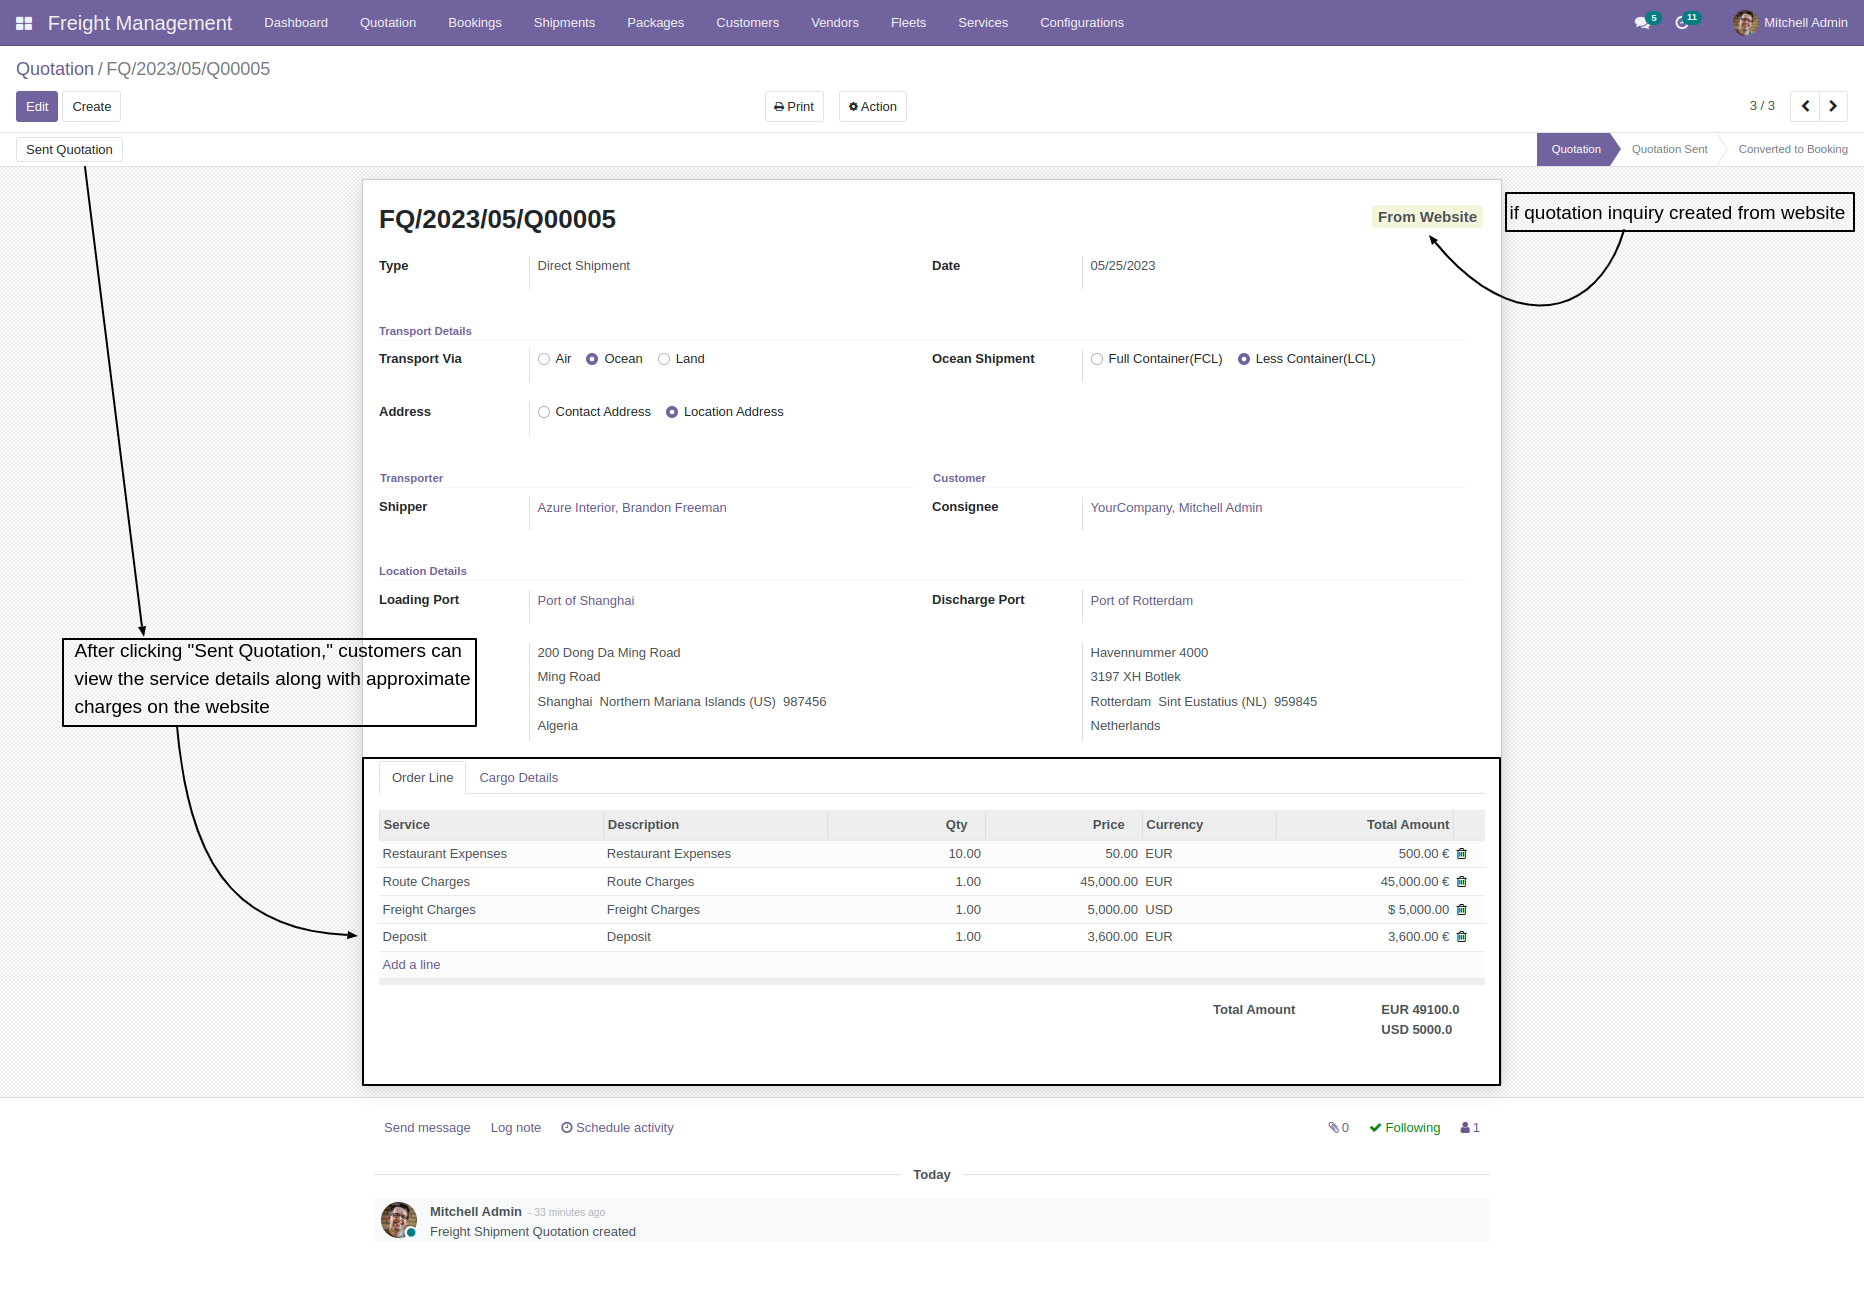 Freight Management Dashboard Quotation Bookings Shipments Packages Customers Vendors Fleets Services Configurations 5 11 Mitchell Admin
Quotation / FQ/2023/05/Q00005
Edit Create Print Action 3 / 3
Sent Quotation Quotation Quotation Sent Converted to Booking
FQ/2023/05/Q00005 From Website
if quotation inquiry created from website
Type Direct Shipment Date 05/25/2023
Transport Details
Transport Via Air Ocean Land Ocean Shipment Full Container(FCL) Less Container(LCL)
Address Contact Address Location Address
Transporter Customer
Shipper Azure Interior, Brandon Freeman Consignee YourCompany, Mitchell Admin
Location Details
Loading Port Port of Shanghai Discharge Port Port of Rotterdam
After clicking "Sent Quotation," customers can
view the service details along with approximate
charges on the website
200 Dong Da Ming Road Havennummer 4000
Ming Road 3197 XH Botlek
Shanghai Northern Mariana Islands (US) 987456 Rotterdam Sint Eustatius (NL) 959845
Algeria Netherlands
Order Line Cargo Details
Service Description Qty Price Currency Total Amount
Restaurant Expenses Restaurant Expenses 10.00 50.00 EUR 500.00 €
Route Charges Route Charges 1.00 45,000.00 EUR 45,000.00 €
Freight Charges Freight Charges 1.00 5,000.00 USD $ 5,000.00
Deposit Deposit 1.00 3,600.00 EUR 3,600.00 €
Add a line
Total Amount EUR 49100.0
USD 5000.0
Send message Log note Schedule activity 0 Following 1
Today
Mitchell Admin - 33 minutes ago
Freight Shipment Quotation created